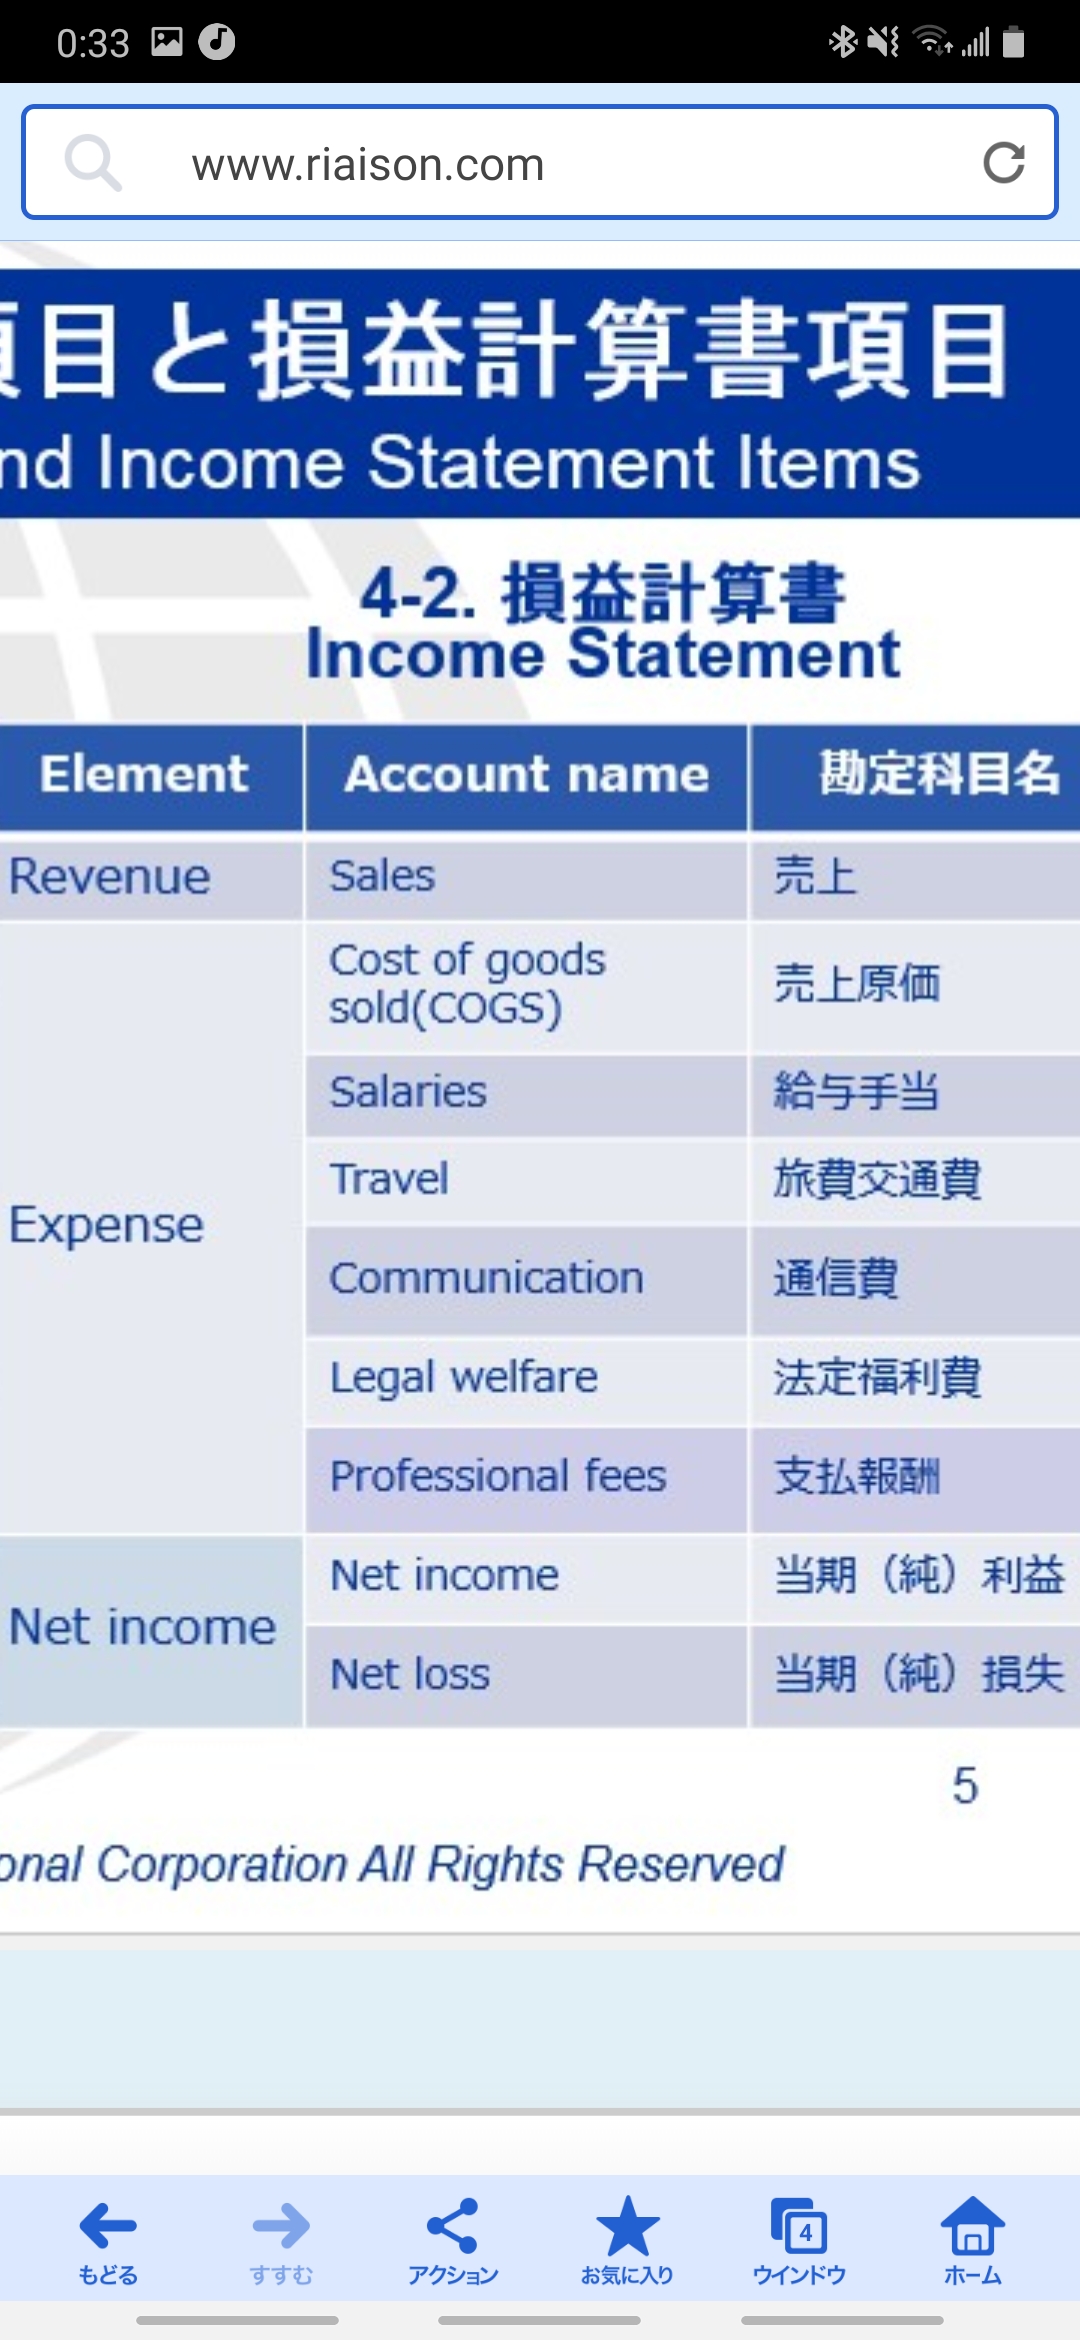 0:33
www.riaison.com
目と損益計算書項目
nd Income Statement Items
4-2. 損益計算書
Income Statement
Element Account name 勘定科目名
Revenue Sales 売上
Cost of goods
sold(COGS) 売上原価
Salaries 給与手当
Travel 旅費交通費
Expense
Communication 通信費
Legal welfare 法定福利費
Professional fees 支払報酬
Net income 当期（純）利益
Net income
Net loss 当期（純）損失
5
onal Corporation All Rights Reserved
4
もどる すすむ アクション お気に入り ウインドウ ホーム